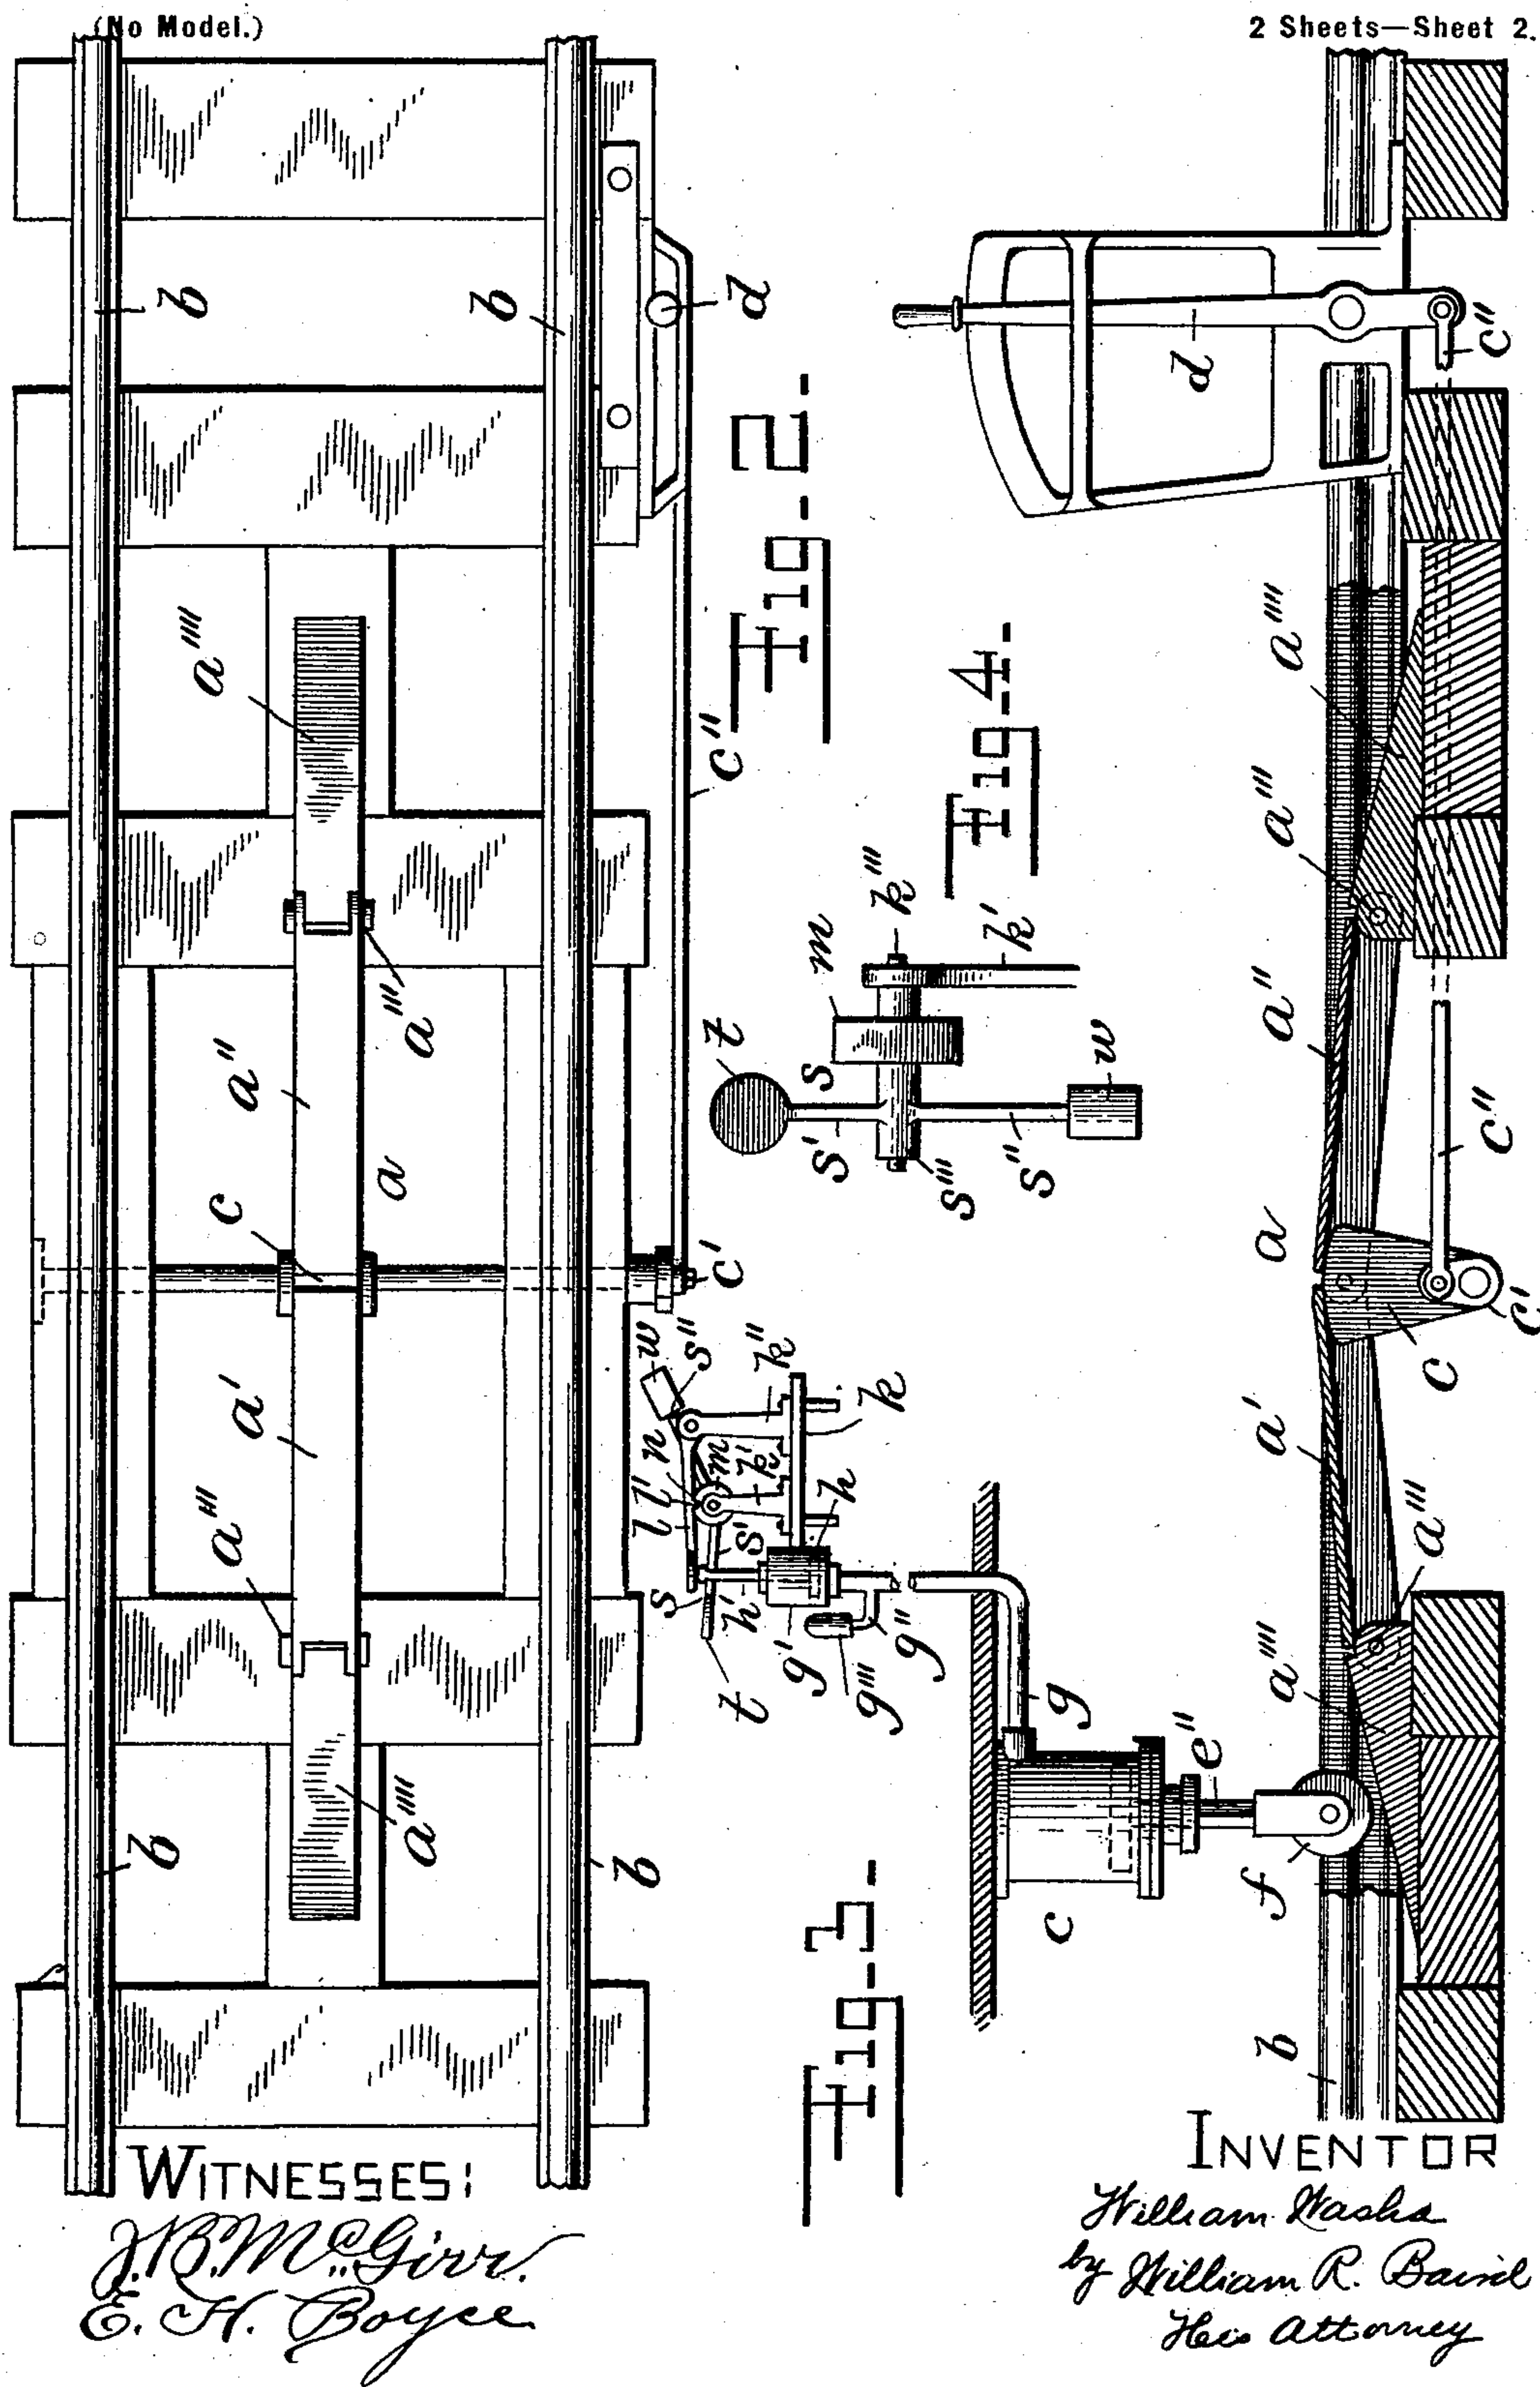 (No Model.)
2 Sheets—Sheet 2.
b
b
d
a''''
c''
Fig. 2.
a'''
a''
a
c
c'
a'
a'''
a''''
b
b
Fig. 4.
k'''
k'
m
t
s
s'
s'''
s''
w
w
s''
k''
k
n
m
k'
h
l'
l
s'
s
h'
t
g'
g'''
g''
g
e''
c
f
Fig. 3.
d
c''
a''''
a'''
a''
c''
a
c'
c
a'
a'''
a''''
b
WITNESSES:
J.B. McGirr.
E. H. Boyce
INVENTOR
William
by William R. Baird
His Attorney